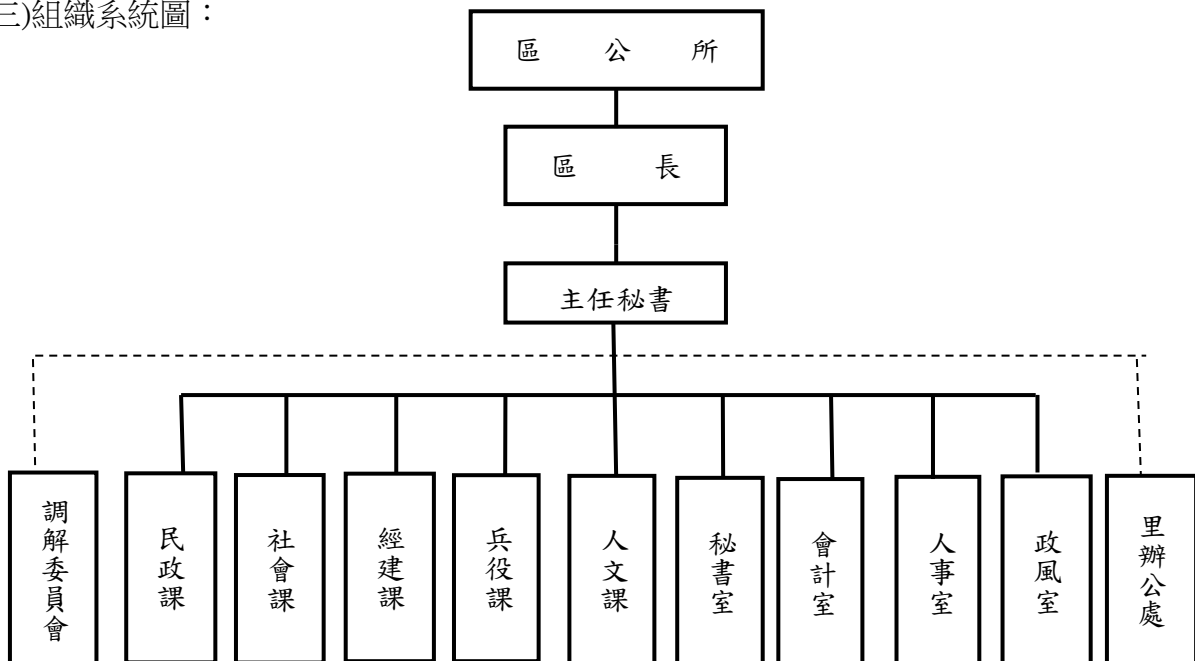 三)組織系統圖：
區 公 所
區 長
主任秘書
調解委員會
民政課
社會課
經建課
兵役課
人文課
秘書室
會計室
人事室
政風室
里辦公處